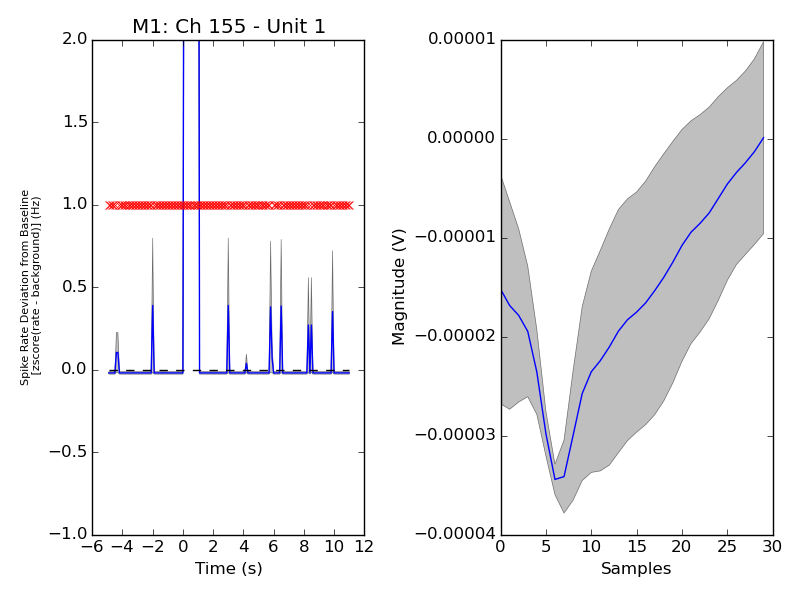 M1: Ch 155 - Unit 1
2.0
1.5
1.0
0.5
0.0
−0.5
−1.0
Spike Rate Deviation from Baseline
[zscore(rate - background)] (Hz)
−6 −4 −2 0 2 4 6 8 10 12
Time (s)
0.00001
0.00000
−0.00001
−0.00002
−0.00003
−0.00004
Magnitude (V)
0 5 10 15 20 25 30
Samples